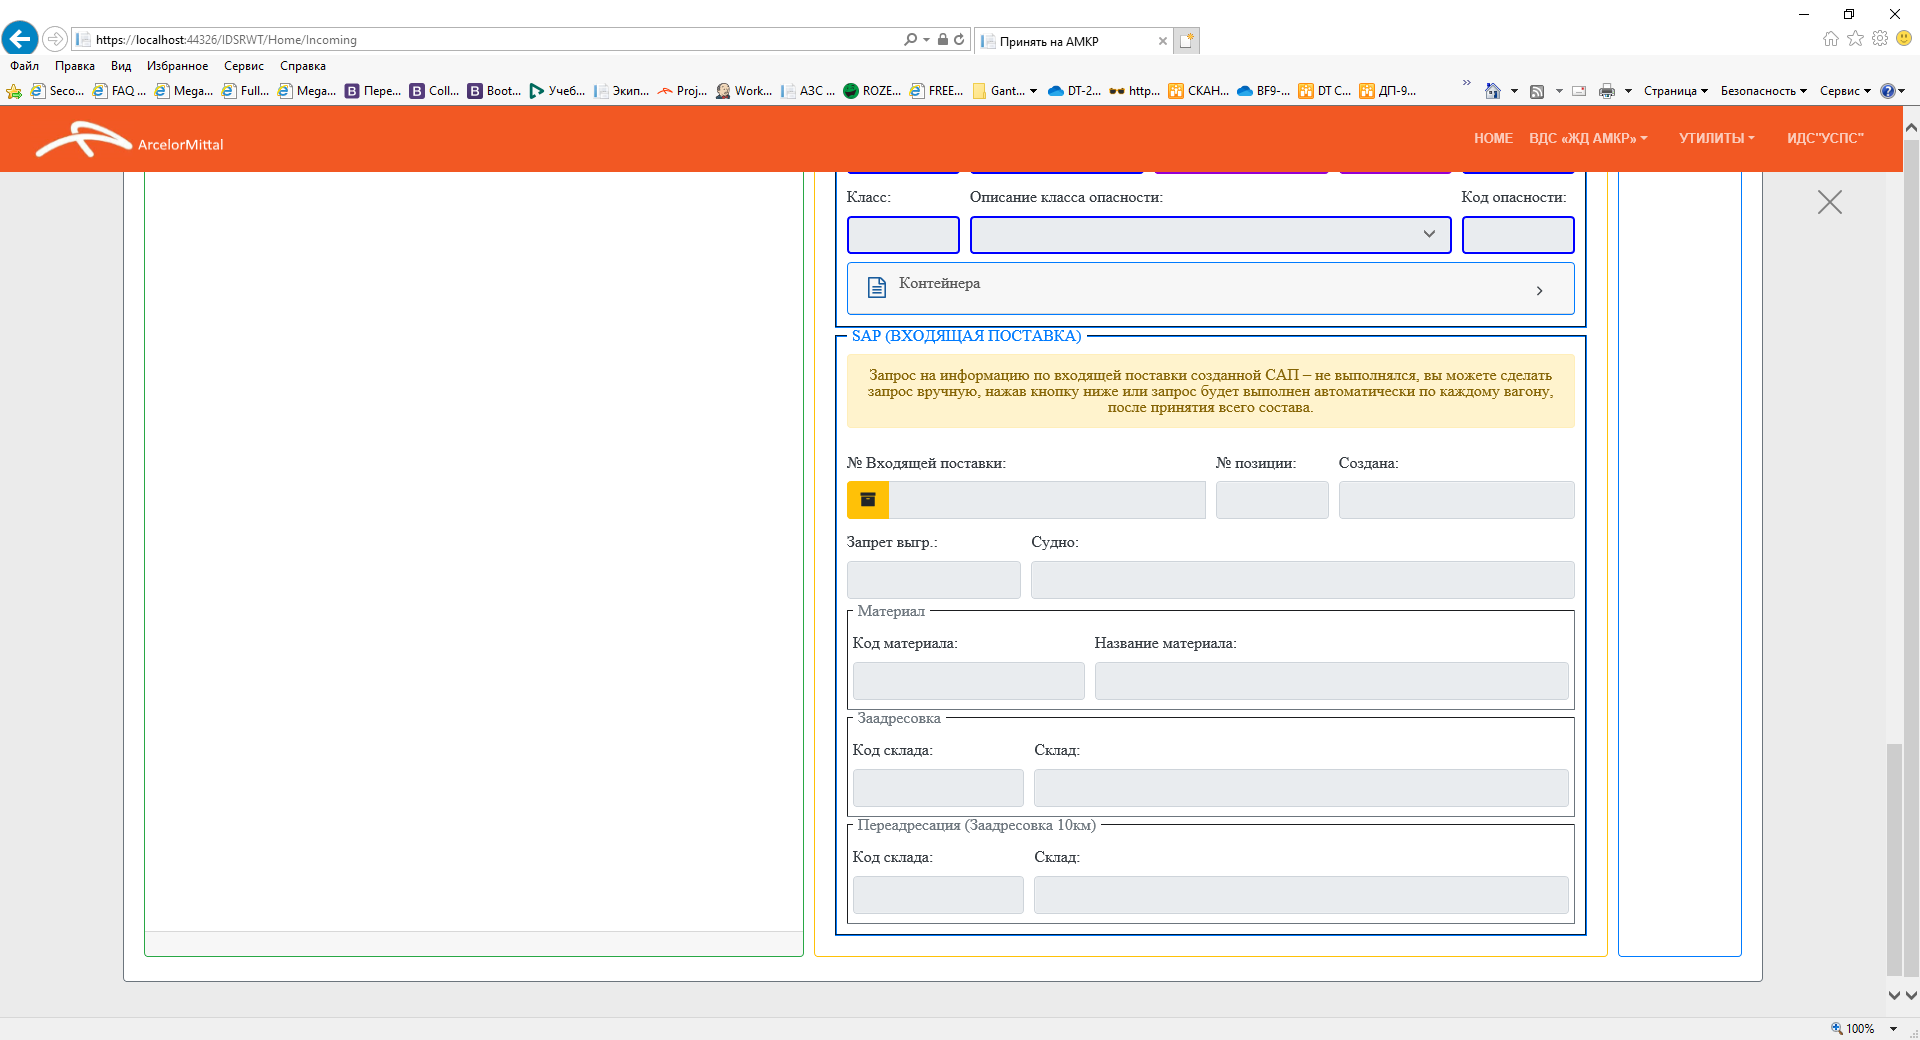 https://localhost:44326/IDSRWT/Home/Incoming
Принять на АМКР
Файл Правка Вид Избранное Сервис Справка
Seco... FAQ ... Mega... Full... Mega... Пере... Coll... Boot... Учеб... Экип... Proj... Work... АЗС ... ROZE... FREE... Gant... DT-2... http... СКАН... BF9-... DT C... ДП-9... » Страница Безопасность Сервис
ArcelorMittal
HOME ВДС «ЖД АМКР» УТИЛИТЫ ИДС"УСПС"
Класс: Описание класса опасности: Код опасности:
Контейнера
SAP (ВХОДЯЩАЯ ПОСТАВКА)
Запрос на информацию по входящей поставки созданной САП – не выполнялся, вы можете сделать
запрос вручную, нажав кнопку ниже или запрос будет выполнен автоматически по каждому вагону,
после принятия всего состава.
№ Входящей поставки: № позиции: Создана:
Запрет выгр.: Судно:
Материал
Код материала: Название материала:
Заадресовка
Код склада: Склад:
Переадресация (Заадресовка 10км)
Код склада: Склад:
100%